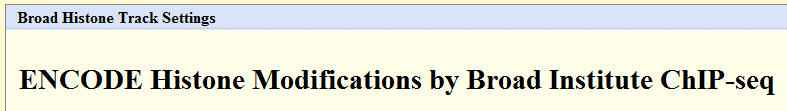 Broad Histone Track Settings
ENCODE Histone Modifications by Broad Institute ChIP-seq